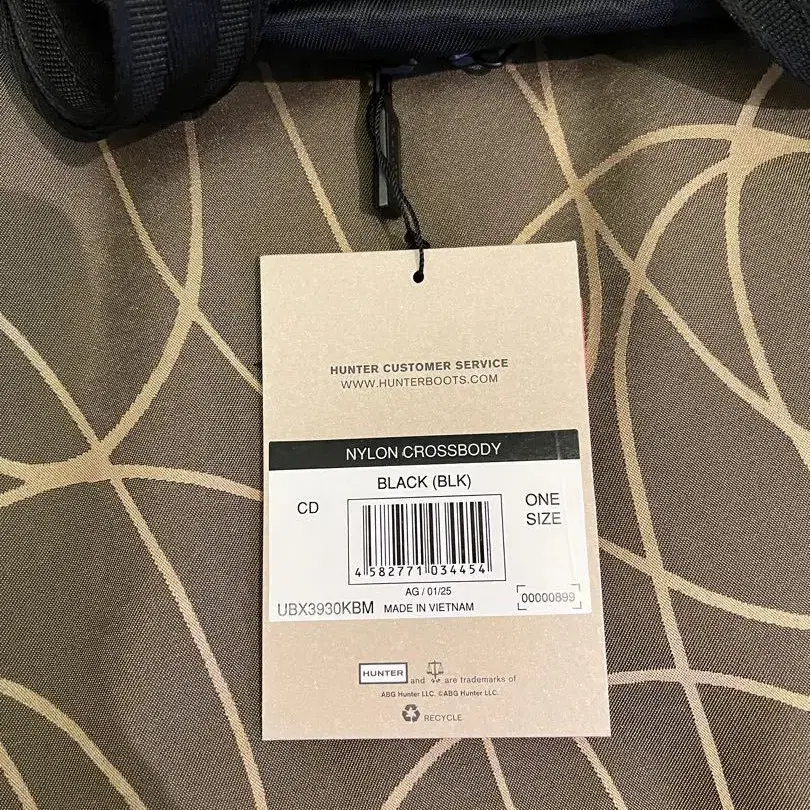 HUNTER CUSTOMER SERVICE
WWW.HUNTERBOOTS.COM
NYLON CROSSBODY
BLACK (BLK)
CD
ONE
SIZE
4 582771 034454
AG / 01/25
UBX3930KBM MADE IN VIETNAM
00000899
HUNTER and are trademarks of
ABG Hunter LLC. ©ABG Hunter LLC.
RECYCLE